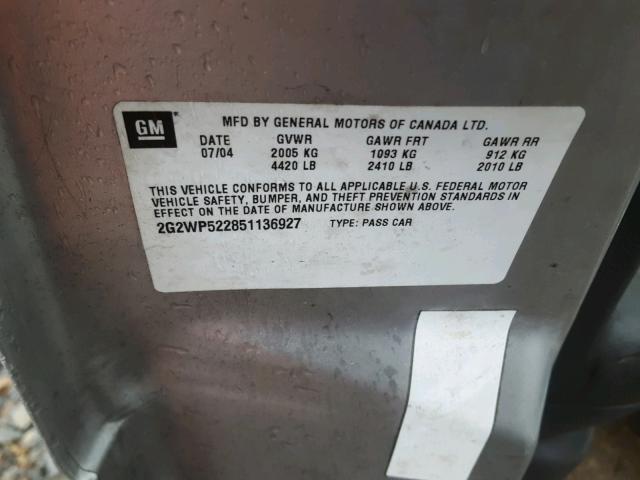 GM
MFD BY GENERAL MOTORS OF CANADA LTD.
DATE GVWR GAWR FRT GAWR RR
07/04 2005 KG 1093 KG 912 KG
4420 LB 2410 LB 2010 LB
THIS VEHICLE CONFORMS TO ALL APPLICABLE U.S. FEDERAL MOTOR
VEHICLE SAFETY, BUMPER, AND THEFT PREVENTION STANDARDS IN
EFFECT ON THE DATE OF MANUFACTURE SHOWN ABOVE.
2G2WP522851136927 TYPE: PASS CAR